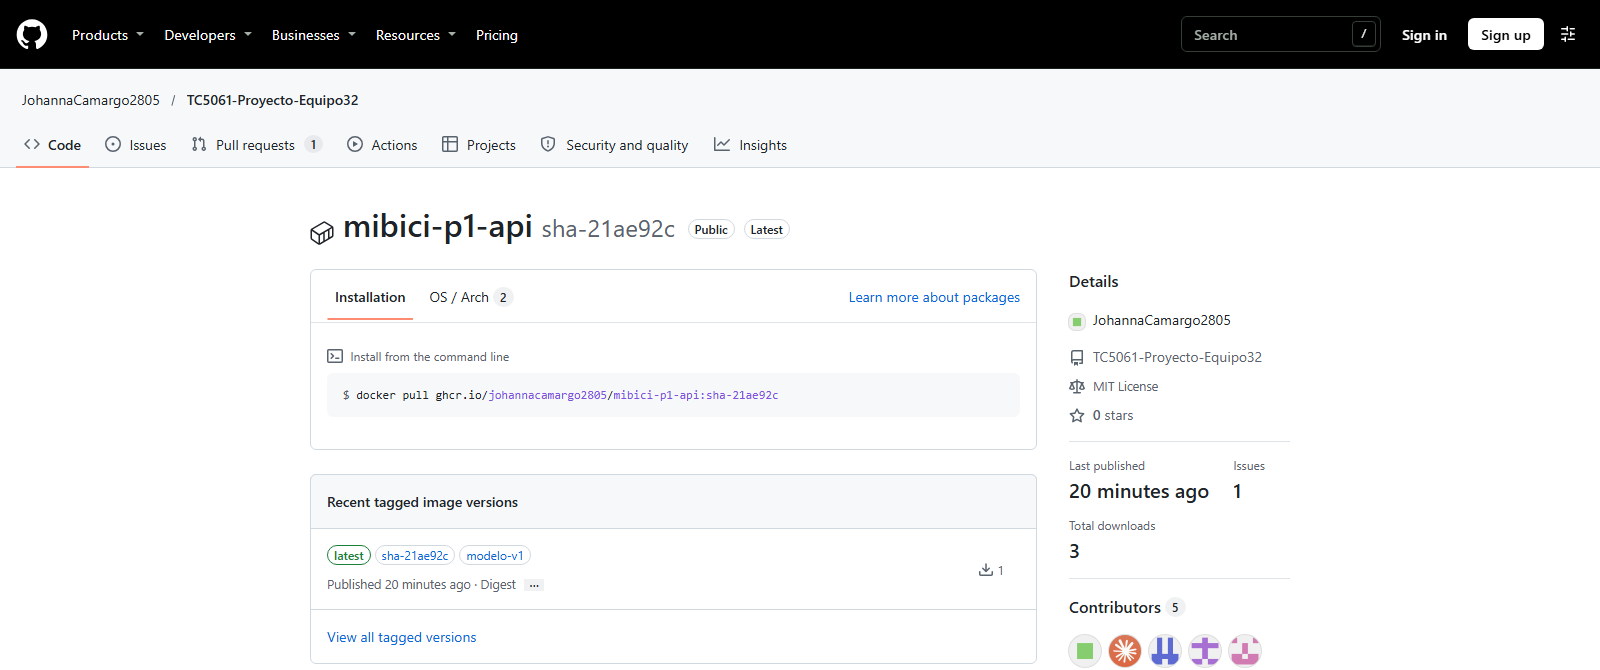 Products Developers Businesses Resources Pricing Search / Sign in Sign up
JohannaCamargo2805 / TC5061-Proyecto-Equipo32
Code Issues Pull requests 1 Actions Projects Security and quality Insights
mibici-p1-api sha-21ae92c Public Latest
Installation OS / Arch 2 Learn more about packages
Install from the command line
$ docker pull ghcr.io/johannacamargo2805/mibici-p1-api:sha-21ae92c
Recent tagged image versions
latest sha-21ae92c modelo-v1
Published 20 minutes ago · Digest ...
1
View all tagged versions
Details
JohannaCamargo2805
TC5061-Proyecto-Equipo32
MIT License
0 stars
Last published Issues
20 minutes ago 1
Total downloads
3
Contributors 5